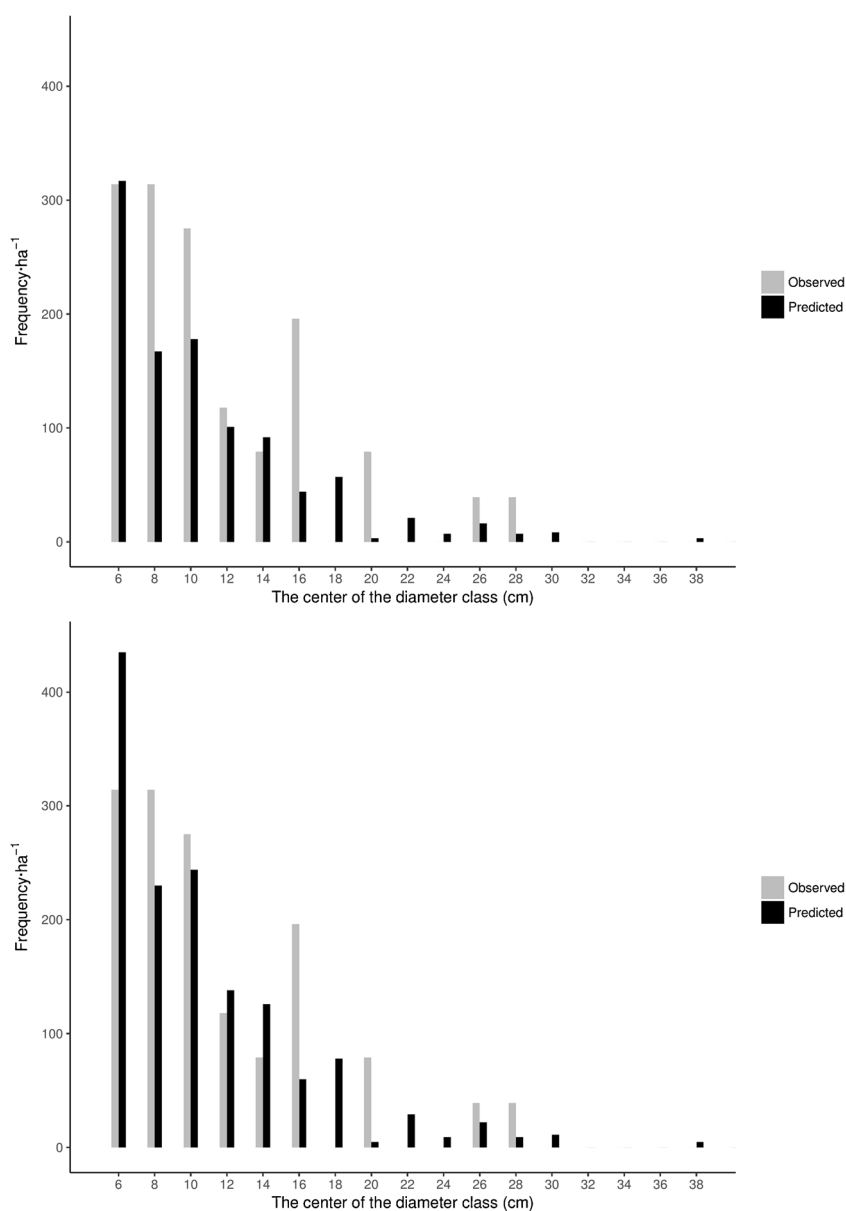 400
300
200
100
0
Frequency·ha⁻¹
6 8 10 12 14 16 18 20 22 24 26 28 30 32 34 36 38
The center of the diameter class (cm)
Observed
Predicted
400
300
200
100
0
Frequency·ha⁻¹
6 8 10 12 14 16 18 20 22 24 26 28 30 32 34 36 38
The center of the diameter class (cm)
Observed
Predicted